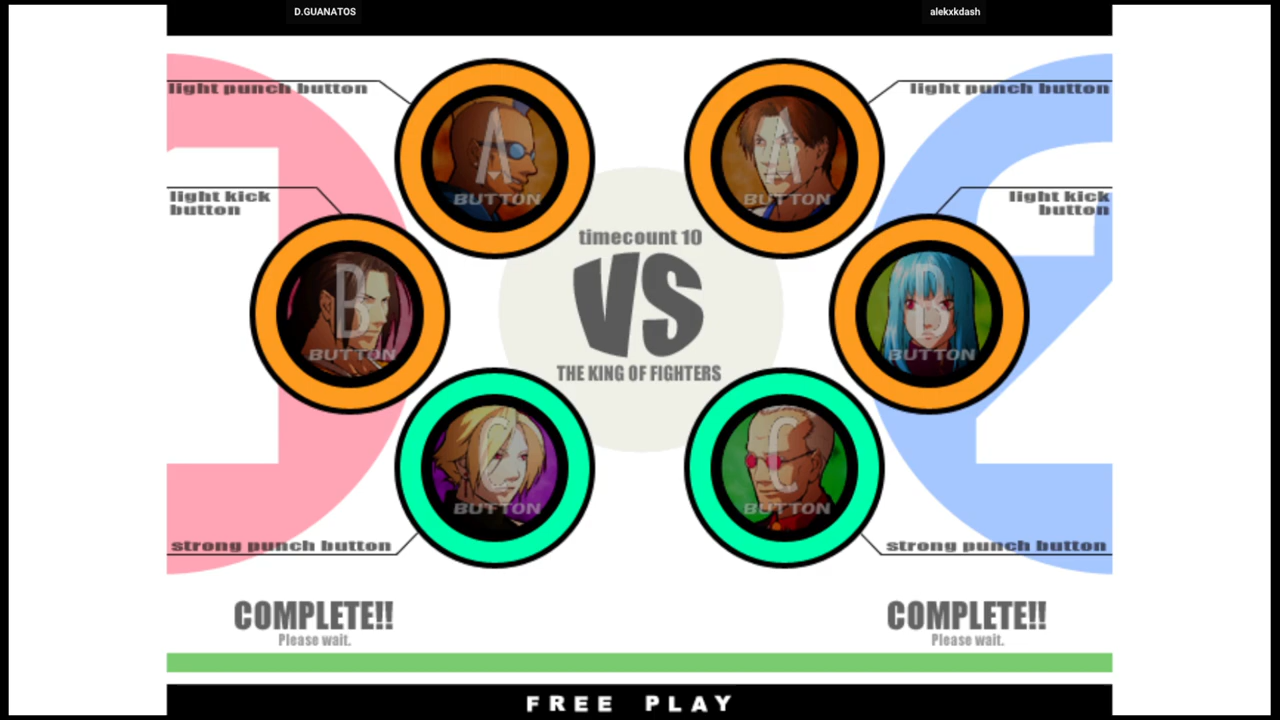 D.GUANATOS
alekxkdash
light punch button
light punch button
A
BUTTON
A
BUTTON
light kick
button
light kick
button
timecount 10
VS
THE KING OF FIGHTERS
B
BUTTON
B
BUTTON
C
BUTTON
C
BUTTON
strong punch button
strong punch button
COMPLETE!!
Please wait.
COMPLETE!!
Please wait.
FREE PLAY